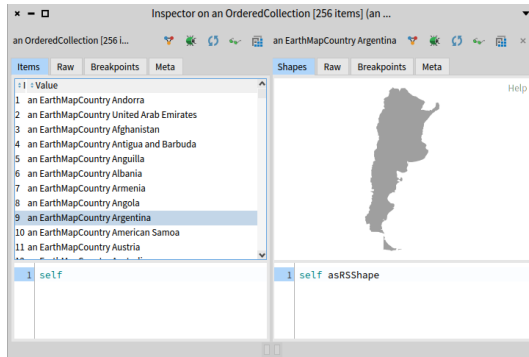 Inspector on an OrderedCollection [256 items] (an ...
an OrderedCollection [256 i...
an EarthMapCountry Argentina
Items Raw Breakpoints Meta
Shapes Raw Breakpoints Meta
I Value
1 an EarthMapCountry Andorra
2 an EarthMapCountry United Arab Emirates
3 an EarthMapCountry Afghanistan
4 an EarthMapCountry Antigua and Barbuda
5 an EarthMapCountry Anguilla
6 an EarthMapCountry Albania
7 an EarthMapCountry Armenia
8 an EarthMapCountry Angola
9 an EarthMapCountry Argentina
10 an EarthMapCountry American Samoa
11 an EarthMapCountry Austria
Help
1 self
1 self asRSShape